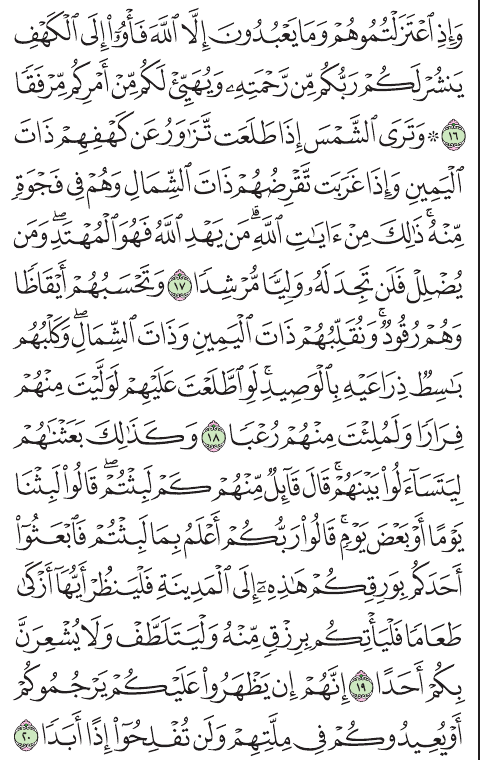 وَإِذِ ٱعۡتَزَلۡتُمُوهُمۡ وَمَا يَعۡبُدُونَ إِلَّا ٱللَّهَ فَأۡوُۥٓاْ إِلَى ٱلۡكَهۡفِ
يَنشُرۡ لَكُمۡ رَبُّكُم مِّن رَّحۡمَتِهِۦ وَيُهَيِّئۡ لَكُم مِّنۡ أَمۡرِكُم مِّرۡفَقٗا
١٦ ۞ وَتَرَى ٱلشَّمۡسَ إِذَا طَلَعَت تَّزَٰوَرُ عَن كَهۡفِهِمۡ ذَاتَ
ٱلۡيَمِينِ وَإِذَا غَرَبَت تَّقۡرِضُهُمۡ ذَاتَ ٱلشِّمَالِ وَهُمۡ فِي فَجۡوَةٖ
مِّنۡهُۚ ذَٰلِكَ مِنۡ ءَايَٰتِ ٱللَّهِۗ مَن يَهۡدِ ٱللَّهُ فَهُوَ ٱلۡمُهۡتَدِۖ وَمَن
يُضۡلِلۡ فَلَن تَجِدَ لَهُۥ وَلِيّٗا مُّرۡشِدٗا ١٧ وَتَحۡسَبُهُمۡ أَيۡقَاظٗا
وَهُمۡ رُقُودٞۚ وَنُقَلِّبُهُمۡ ذَاتَ ٱلۡيَمِينِ وَذَاتَ ٱلشِّمَالِۖ وَكَلۡبُهُم
بَٰسِطٞ ذِرَاعَيۡهِ بِٱلۡوَصِيدِۚ لَوِ ٱطَّلَعۡتَ عَلَيۡهِمۡ لَوَلَّيۡتَ مِنۡهُمۡ
فِرَارٗا وَلَمُلِئۡتَ مِنۡهُمۡ رُعۡبٗا ١٨ وَكَذَٰلِكَ بَعَثۡنَٰهُمۡ
لِيَتَسَآءَلُواْ بَيۡنَهُمۡۚ قَالَ قَآئِلٞ مِّنۡهُمۡ كَمۡ لَبِثۡتُمۡۖ قَالُواْ لَبِثۡنَا
يَوۡمًا أَوۡ بَعۡضَ يَوۡمٖۚ قَالُواْ رَبُّكُمۡ أَعۡلَمُ بِمَا لَبِثۡتُمۡ فَٱبۡعَثُوٓاْ
أَحَدَكُم بِوَرِقِكُمۡ هَٰذِهِۦٓ إِلَى ٱلۡمَدِينَةِ فَلۡيَنظُرۡ أَيُّهَآ أَزۡكَىٰ
طَعَامٗا فَلۡيَأۡتِكُم بِرِزۡقٖ مِّنۡهُ وَلۡيَتَلَطَّفۡ وَلَا يُشۡعِرَنَّ
بِكُمۡ أَحَدًا ١٩ إِنَّهُمۡ إِن يَظۡهَرُواْ عَلَيۡكُمۡ يَرۡجُمُوكُمۡ
أَوۡ يُعِيدُوكُمۡ فِي مِلَّتِهِمۡ وَلَن تُفۡلِحُوٓاْ إِذًا أَبَدٗا ٢٠